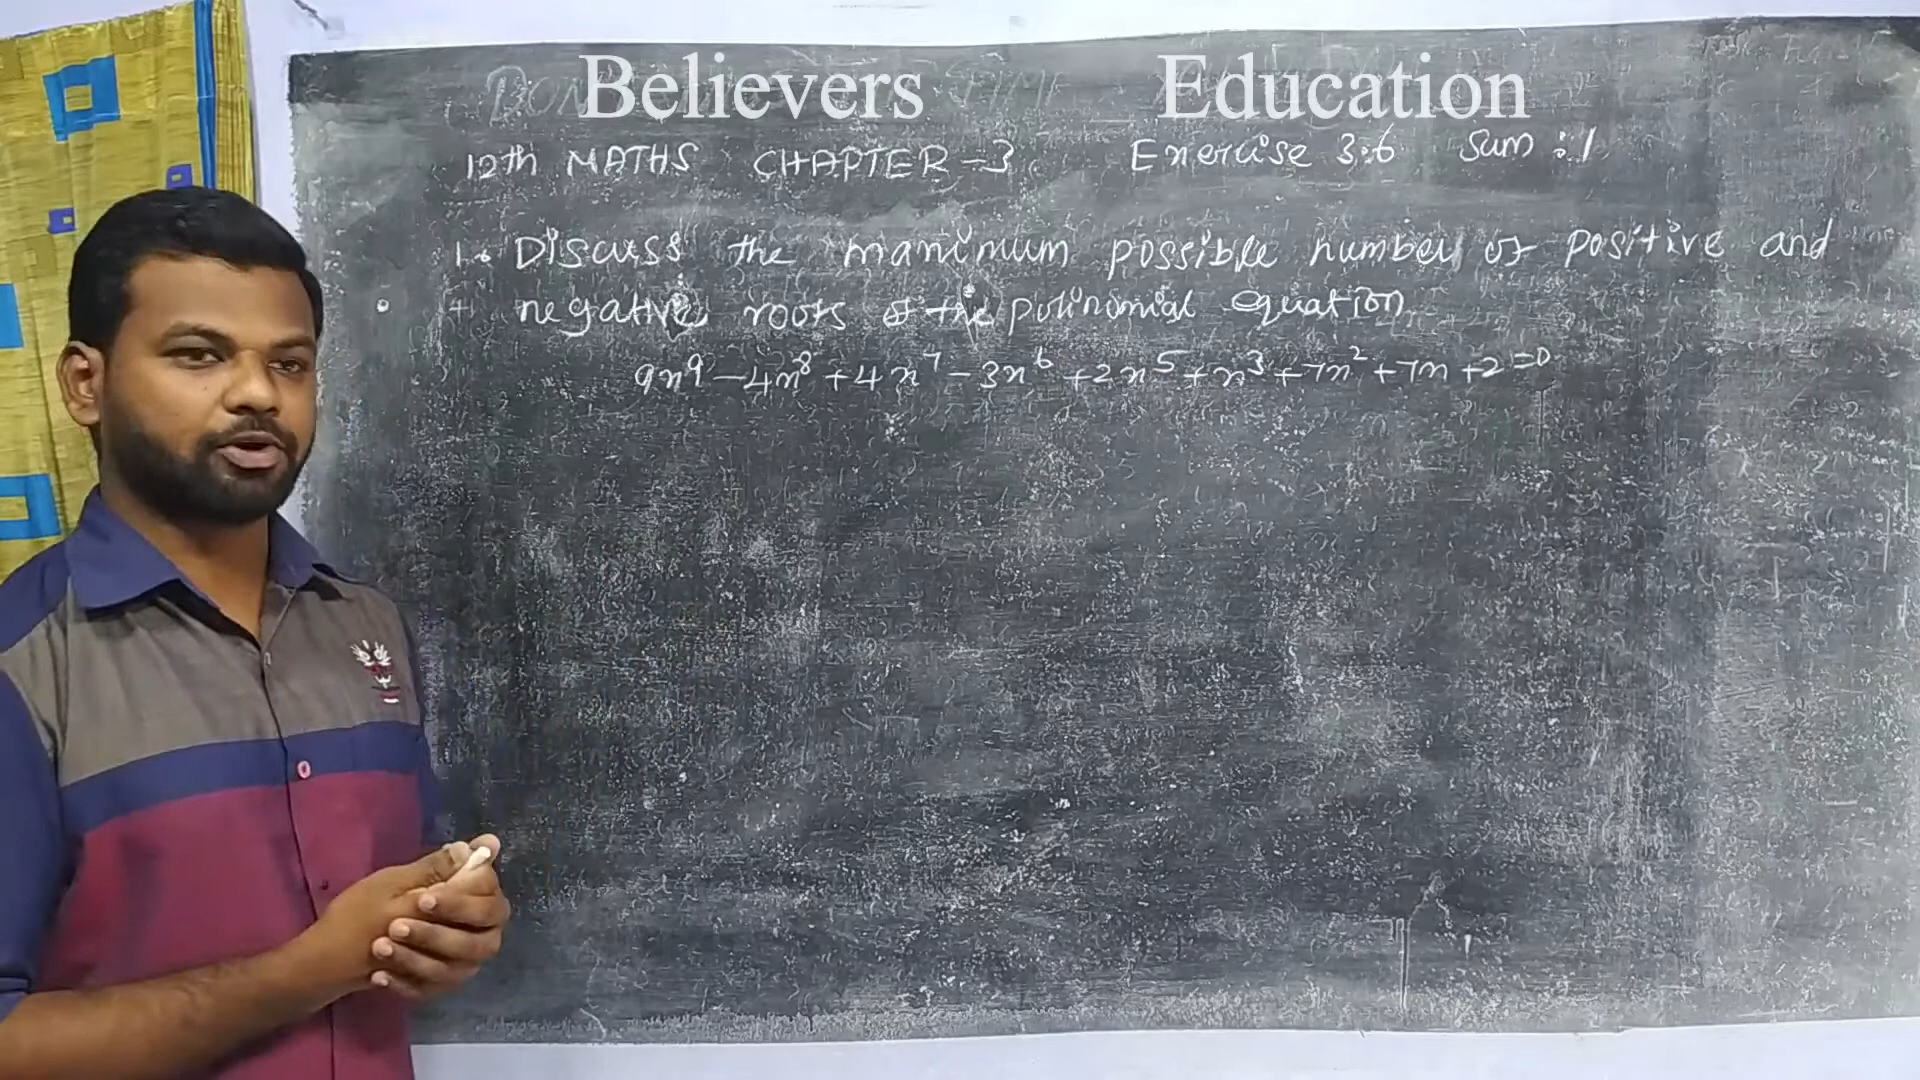 Believers Education
12th MATHS CHAPTER-3 Exercise 3.6 Sum :1
1. Discuss the maximum possible number of positive and
negative roots of the polinomial equation
9x⁹-4x⁸+4x⁷-3x⁶+2x⁵+x³+7x²+7x+2=0